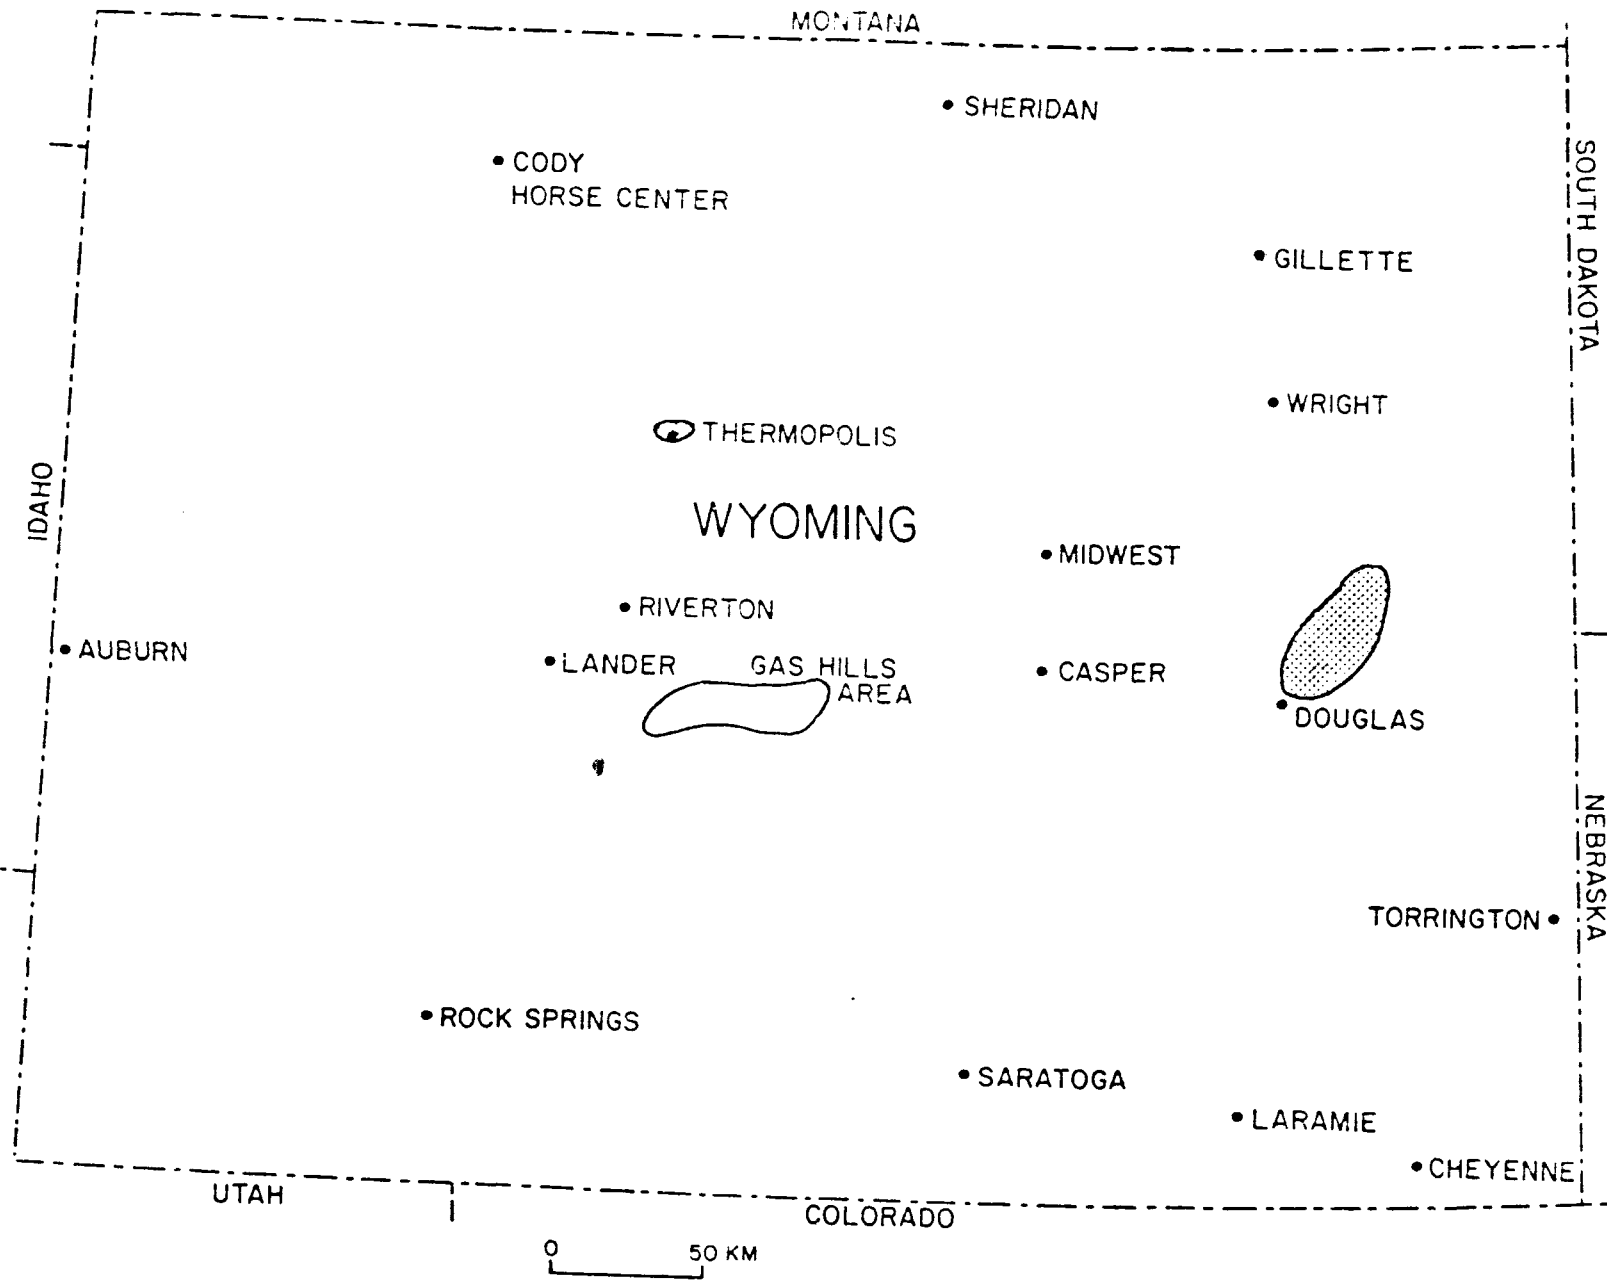 MONTANA
SHERIDAN
CODY
HORSE CENTER
SOUTH DAKOTA
GILLETTE
WRIGHT
THERMOPOLIS
IDAHO
WYOMING
MIDWEST
RIVERTON
AUBURN
LANDER
GAS HILLS
AREA
CASPER
DOUGLAS
NEBRASKA
TORRINGTON
ROCK SPRINGS
SARATOGA
LARAMIE
CHEYENNE
UTAH
COLORADO
0 50 KM